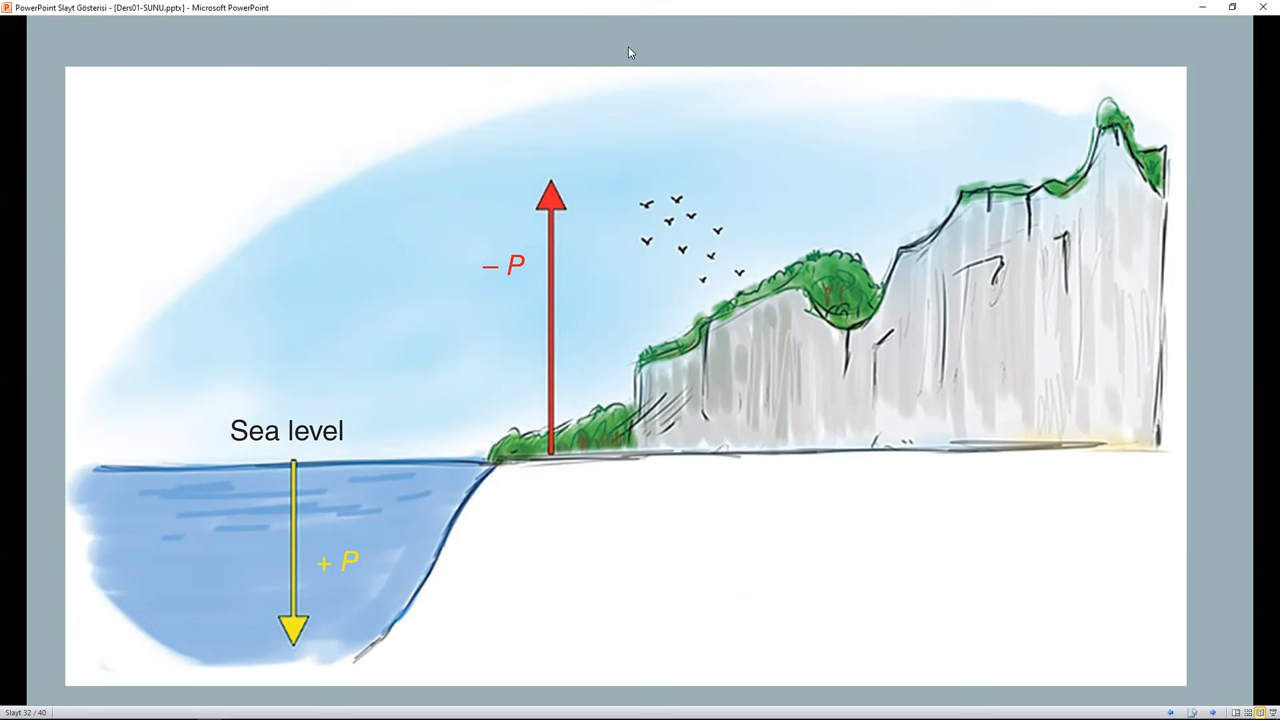 PowerPoint Slayt Gösterisi - [Ders01-SUNU.pptx] - Microsoft PowerPoint
– P
Sea level
+ P
Slayt 32 / 40